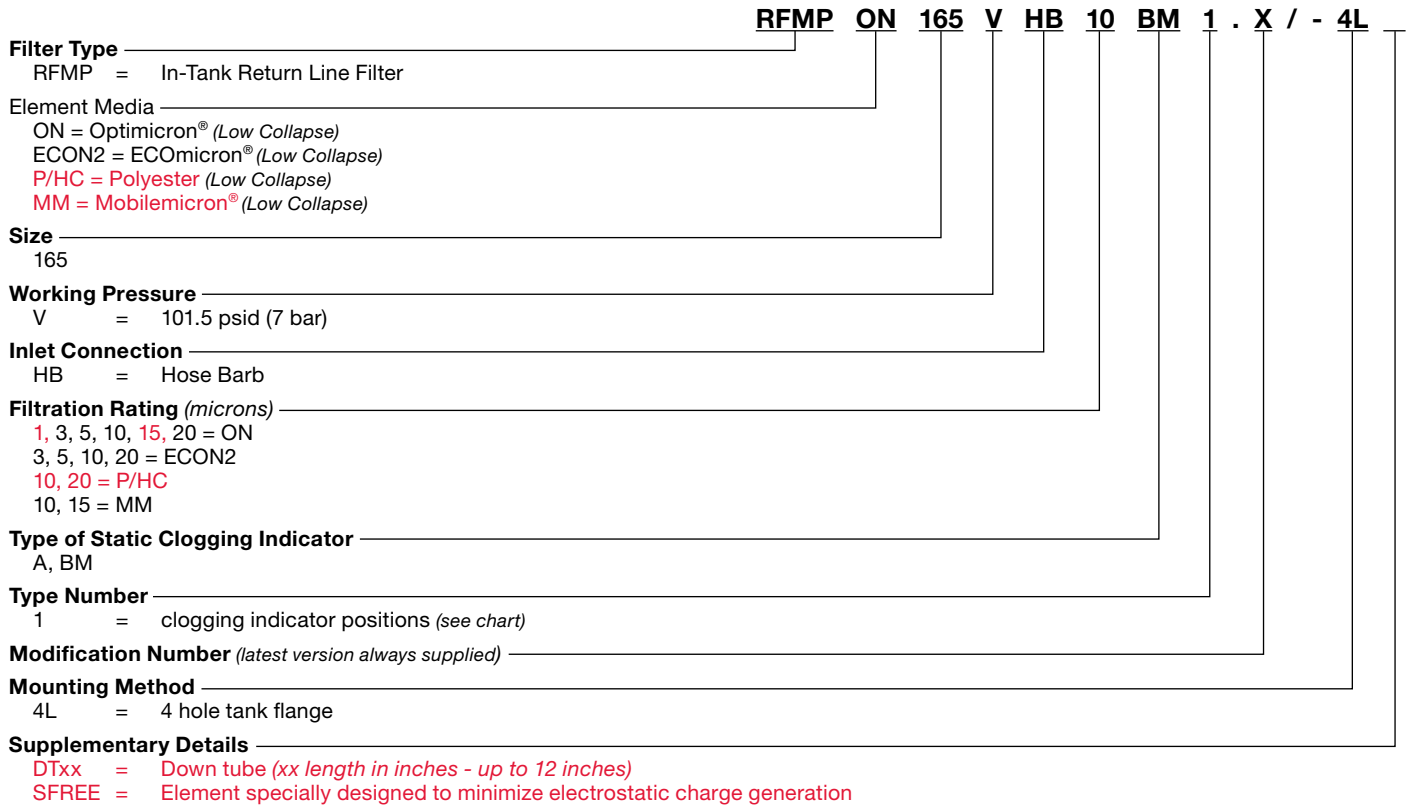 RFMP ON 165 V HB 10 BM 1 . X / - 4L
Filter Type
RFMP = In-Tank Return Line Filter
Element Media
ON = Optimicron® (Low Collapse)
ECON2 = ECOmicron® (Low Collapse)
P/HC = Polyester (Low Collapse)
MM = Mobilemicron® (Low Collapse)
Size
165
Working Pressure
V = 101.5 psid (7 bar)
Inlet Connection
HB = Hose Barb
Filtration Rating (microns)
1, 3, 5, 10, 15, 20 = ON
3, 5, 10, 20 = ECON2
10, 20 = P/HC
10, 15 = MM
Type of Static Clogging Indicator
A, BM
Type Number
1 = clogging indicator positions (see chart)
Modification Number (latest version always supplied)
Mounting Method
4L = 4 hole tank flange
Supplementary Details
DTxx = Down tube (xx length in inches - up to 12 inches)
SFREE = Element specially designed to minimize electrostatic charge generation